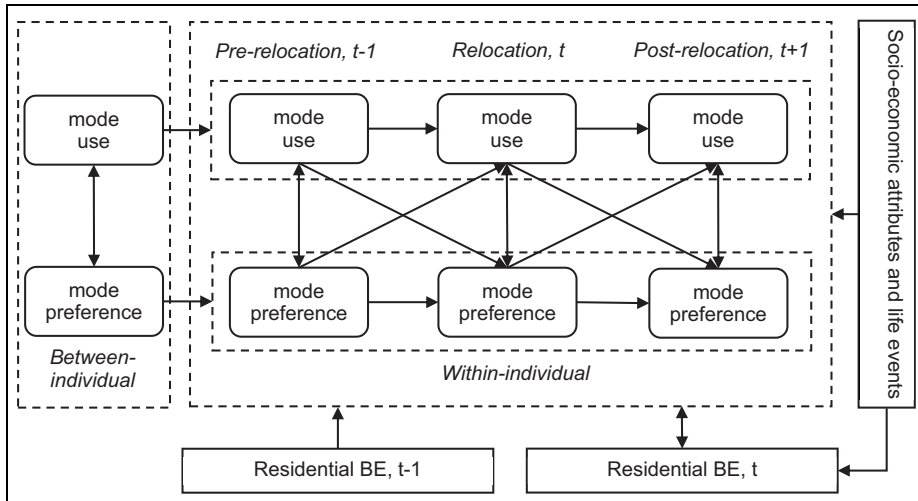 Pre-relocation, t-1
Relocation, t
Post-relocation, t+1
mode
use
mode
use
mode
use
mode
use
mode
preference
mode
preference
mode
preference
mode
preference
Between-
individual
Within-individual
Residential BE, t-1
Residential BE, t
Socio-economic attributes and life events